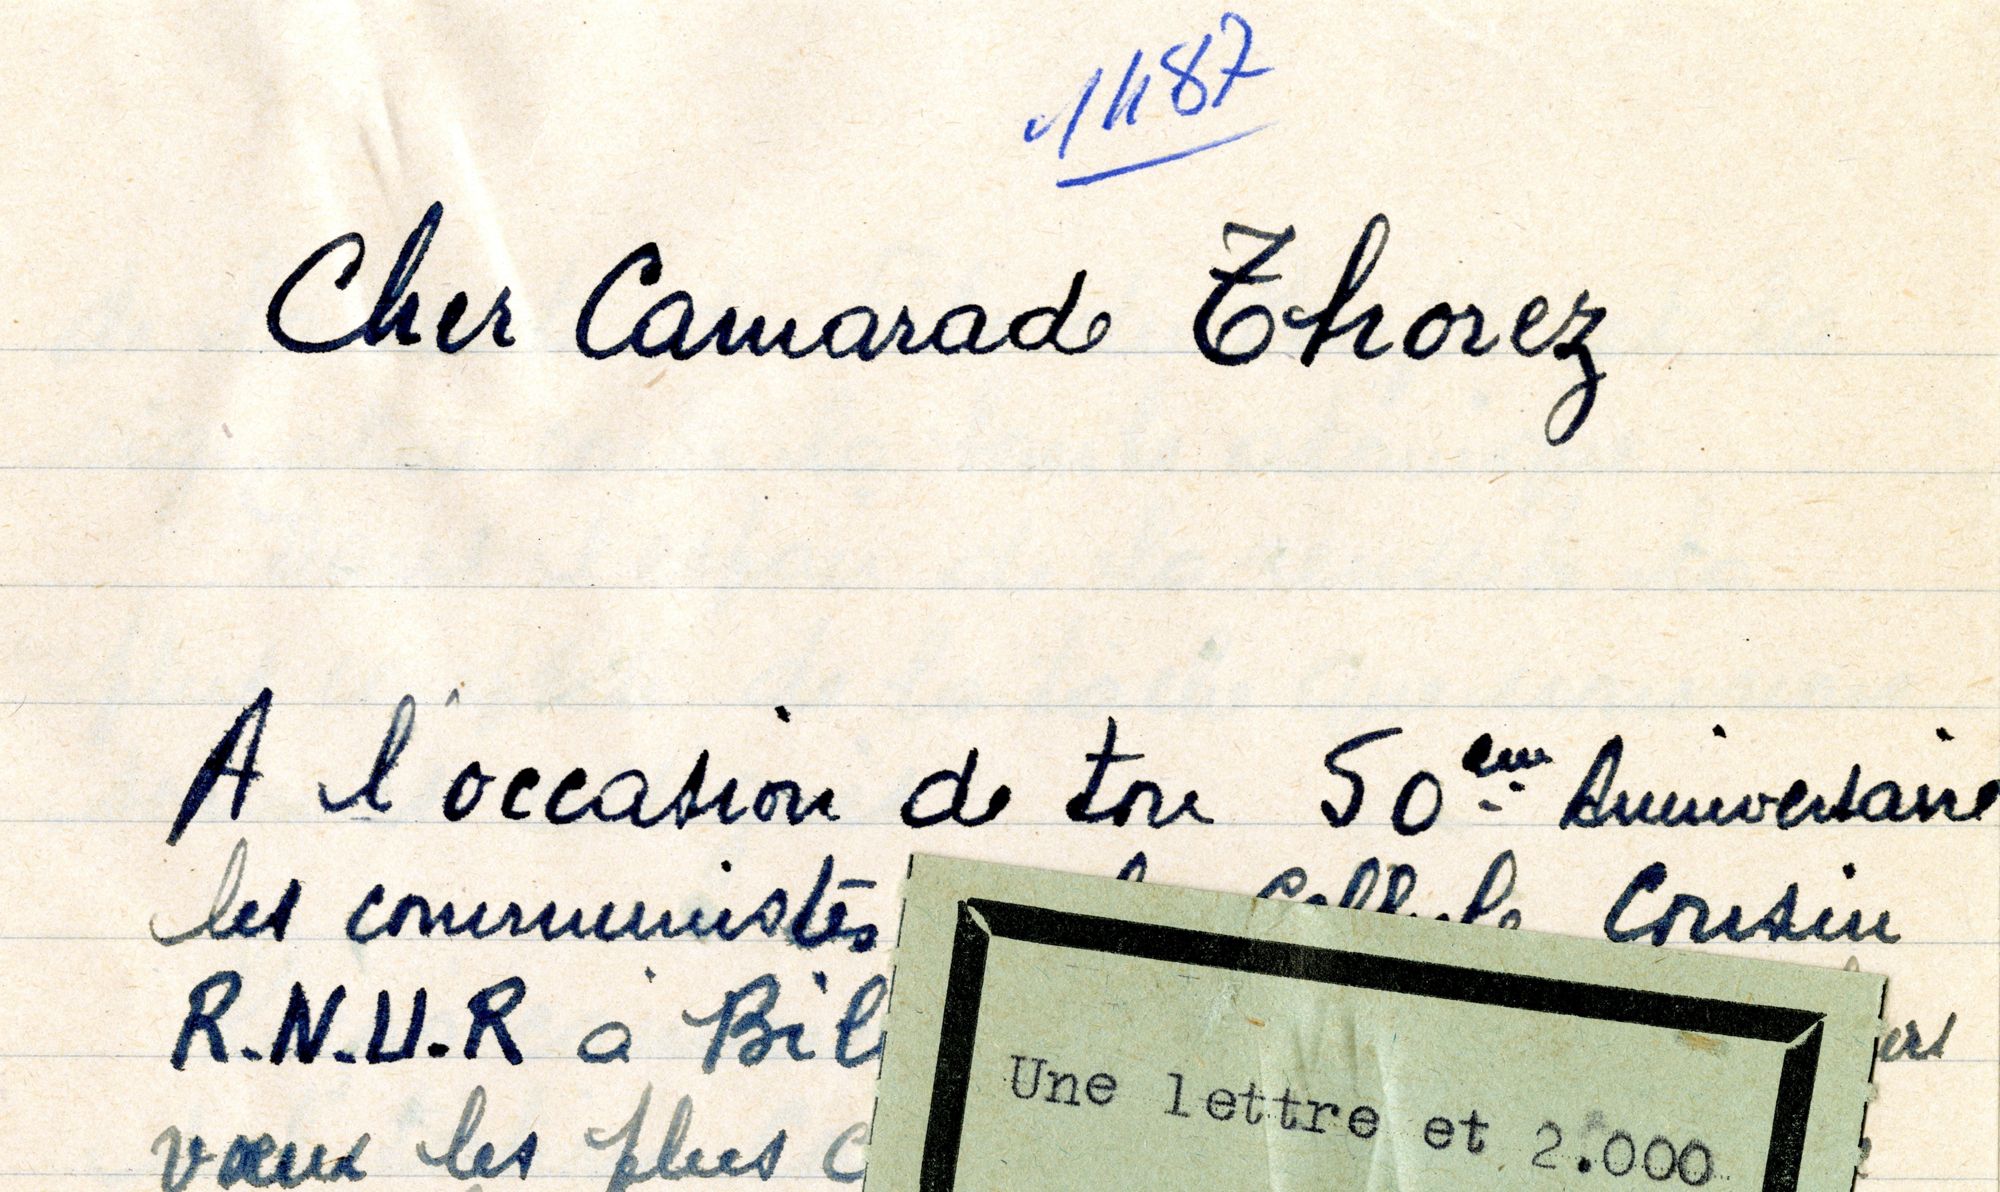 1187
Cher Camarade Thorez
A l'occasion de ton 50ème Anniversaire
les communistes Cellule Cousin
R.N.U.R à
vœux les plus
Une lettre et 2.000